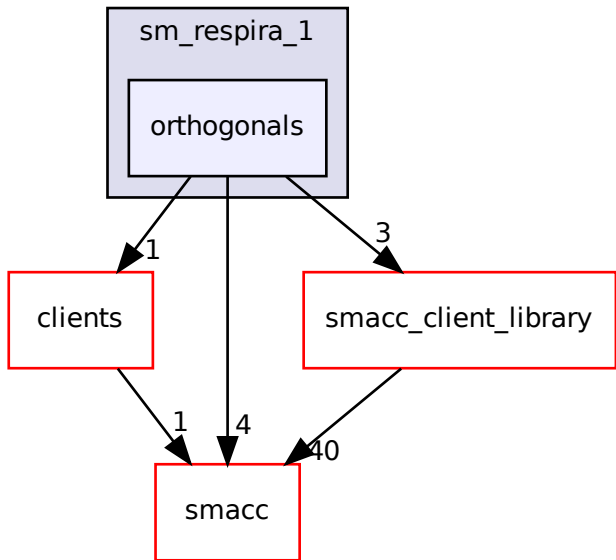 sm_respira_1
orthogonals
1
3
clients
smacc_client_library
1
4
40
smacc